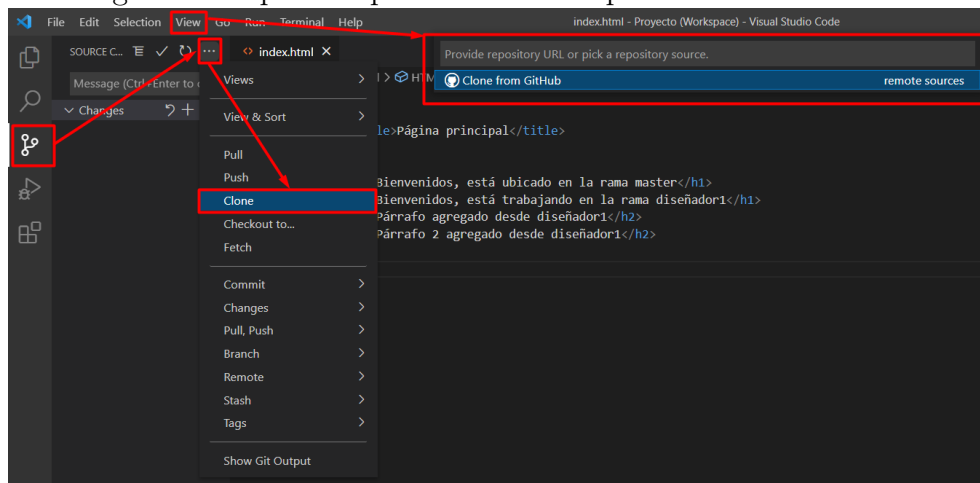 File Edit Selection View Go Run Terminal Help index.html - Proyecto (Workspace) - Visual Studio Code
SOURCE C... ... index.html
Provide repository URL or pick a repository source.
Message (Ctrl+Enter to
Clone from GitHub remote sources
Changes
Views
View & Sort
le>Página principal</title>
Pull
Push
Bienvenidos, está ubicado en la rama master</h1>
Clone
Bienvenidos, está trabajando en la rama diseñador1</h1>
Párrafo agregado desde diseñador1</h2>
Checkout to...
Párrafo 2 agregado desde diseñador1</h2>
Fetch
Commit
Changes
Pull, Push
Branch
Remote
Stash
Tags
Show Git Output